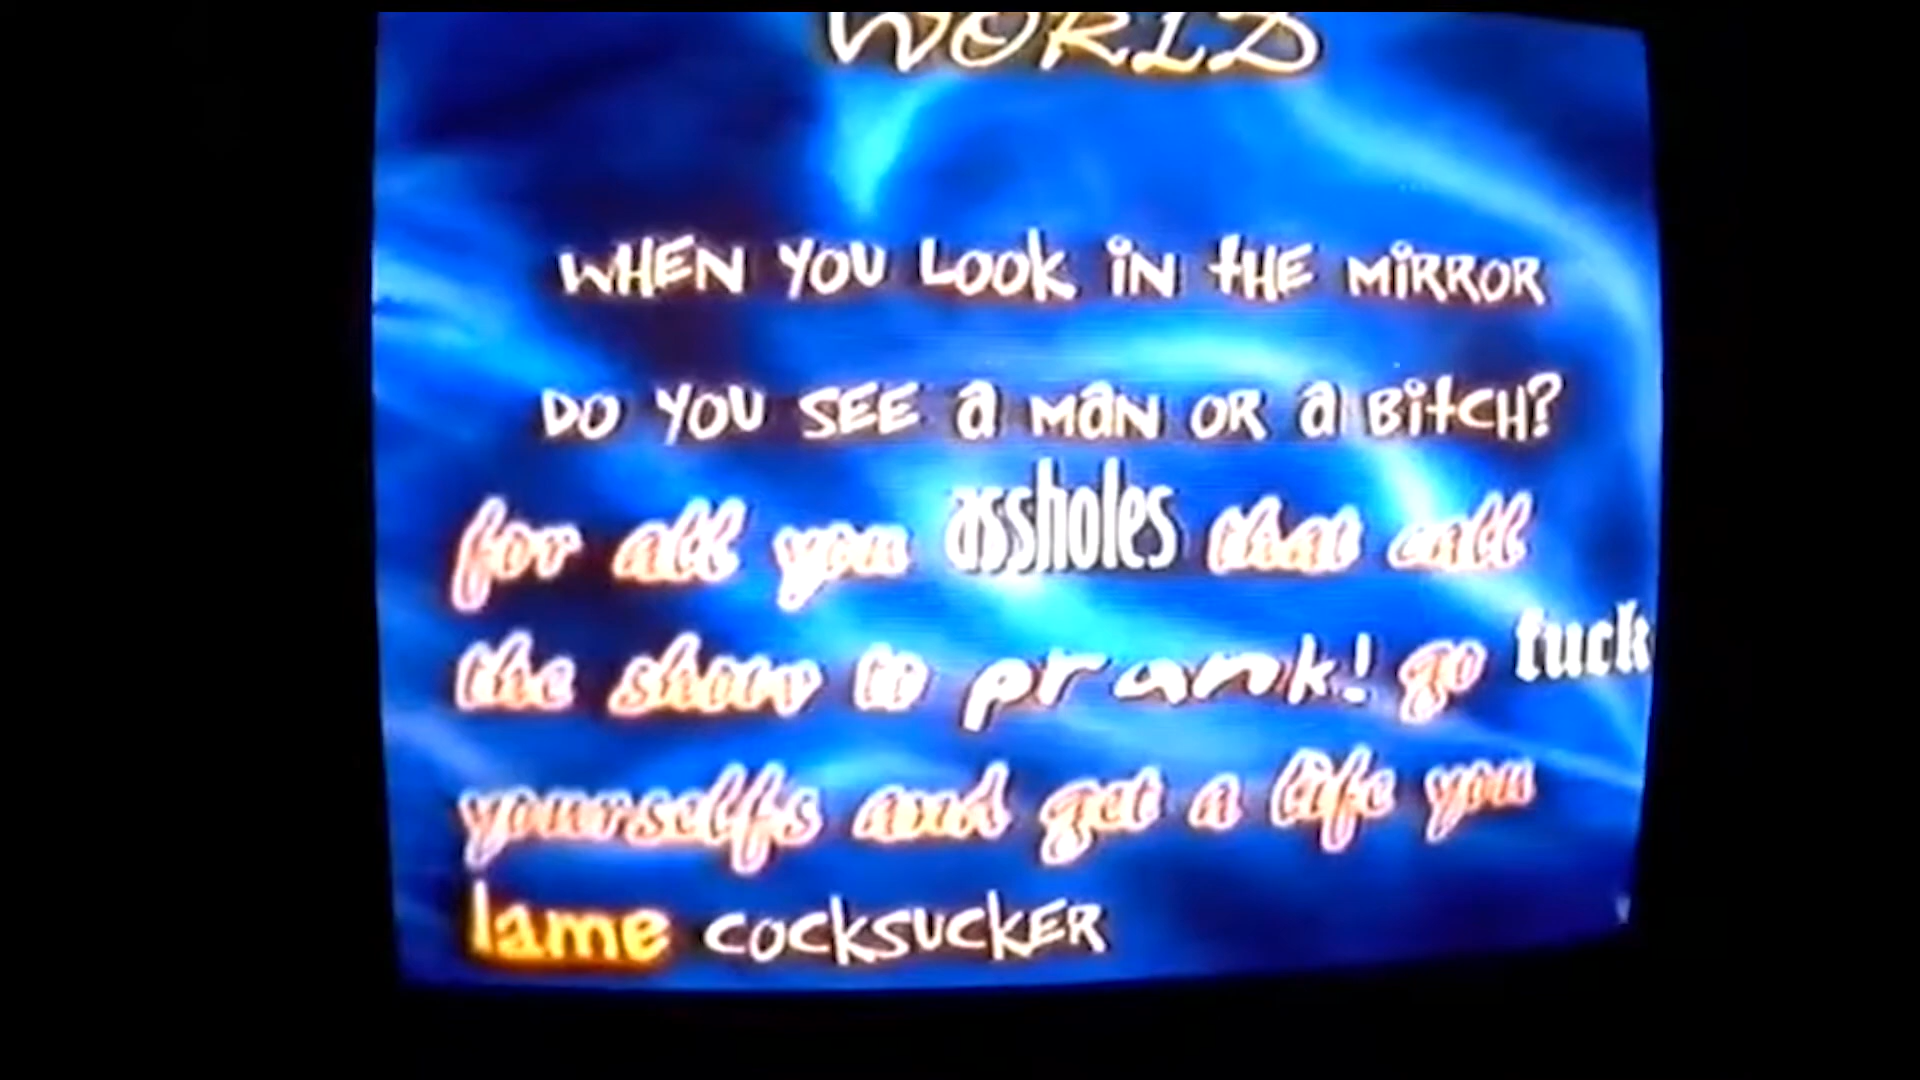 WORLD
WHEN YOU LOOK iN tHE MiRROR
DO YOU SEE a MaN OR a BitCH?
for all you assholes that call
the show to prank! go fuck
yourselfs and get a life you
lame COCKSUCKER